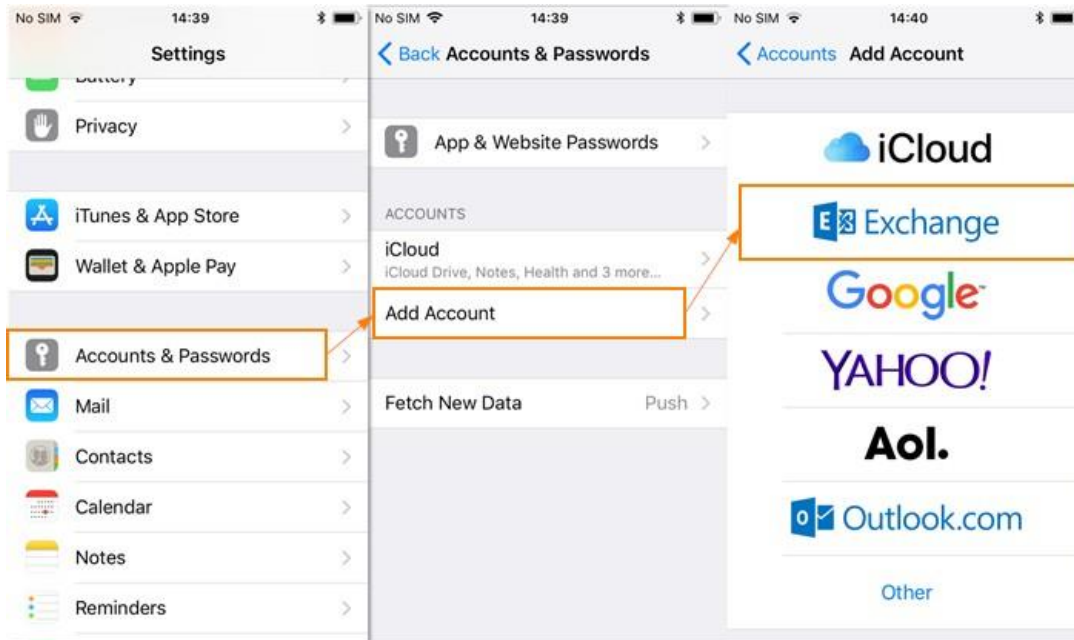 No SIM 14:39
Settings
Battery
Privacy
iTunes & App Store
Wallet & Apple Pay
Accounts & Passwords
Mail
Contacts
Calendar
Notes
Reminders
No SIM 14:39
Back Accounts & Passwords
App & Website Passwords
ACCOUNTS
iCloud
iCloud Drive, Notes, Health and 3 more...
Add Account
Fetch New Data Push
No SIM 14:40
Accounts Add Account
iCloud
E Exchange
Google™
YAHOO!
Aol.
o Outlook.com
Other